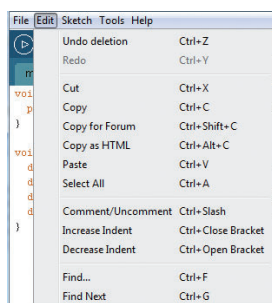 File Edit Sketch Tools Help
Undo deletion Ctrl+Z
Redo Ctrl+Y
m
Cut Ctrl+X
voi
Copy Ctrl+C
p
Copy for Forum Ctrl+Shift+C
}
Copy as HTML Ctrl+Alt+C
Paste Ctrl+V
voi
Select All Ctrl+A
d
d
Comment/Uncomment Ctrl+Slash
d
d
Increase Indent Ctrl+Close Bracket
}
Decrease Indent Ctrl+Open Bracket
Find... Ctrl+F
Find Next Ctrl+G